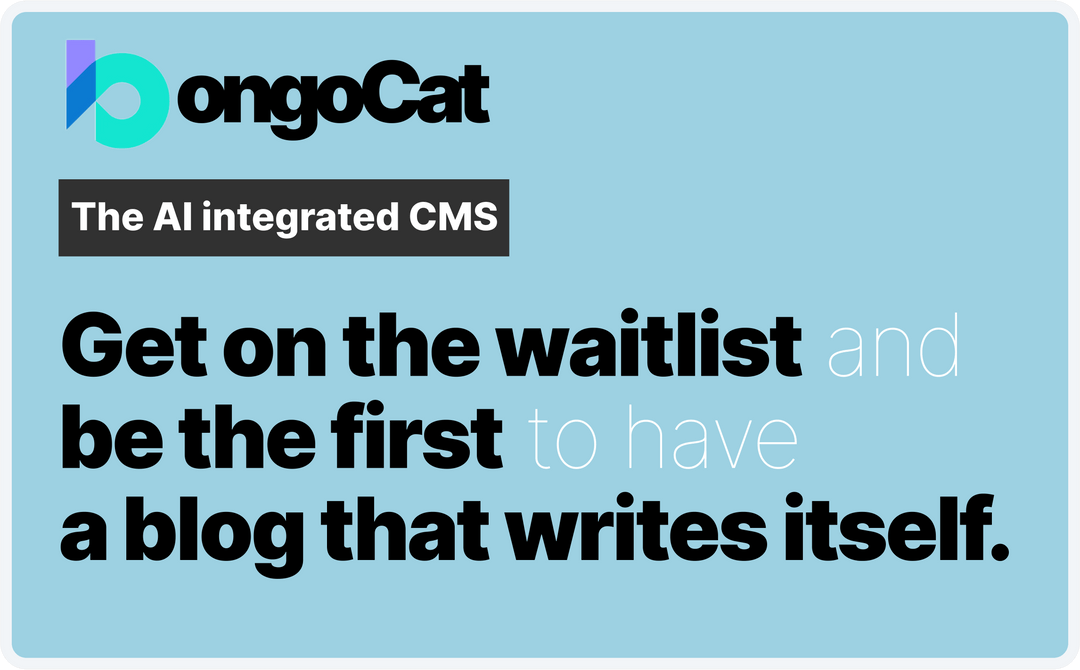 bongoCat
The AI integrated CMS
Get on the waitlist and
be the first to have
a blog that writes itself.